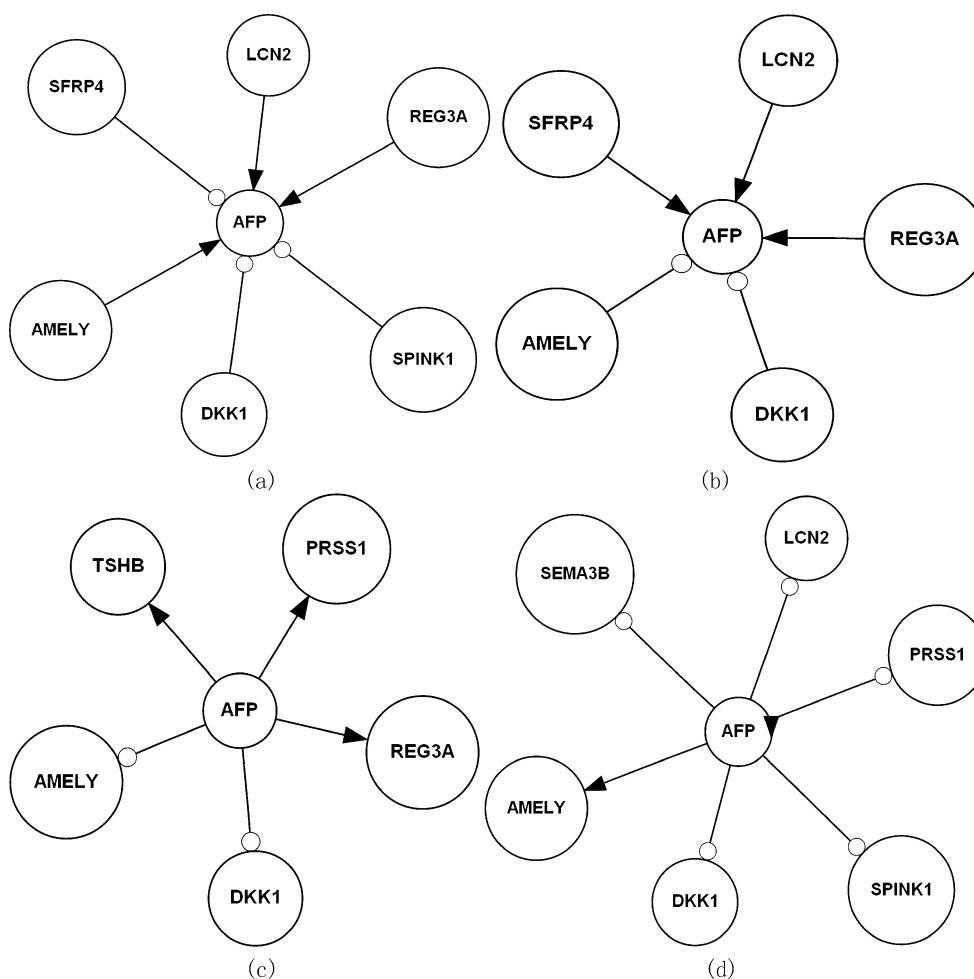 LCN2
SFRP4
REG3A
AFP
AMELY
SPINK1
DKK1
(a)
LCN2
SFRP4
AFP
REG3A
AMELY
DKK1
(b)
PRSS1
TSHB
AFP
REG3A
AMELY
DKK1
(c)
LCN2
SEMA3B
PRSS1
AFP
AMELY
SPINK1
DKK1
(d)